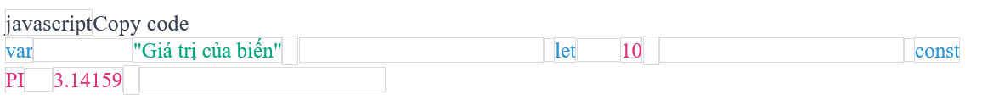 javascriptCopy code
var "Giá trị của biến" let 10 const
PI 3.14159